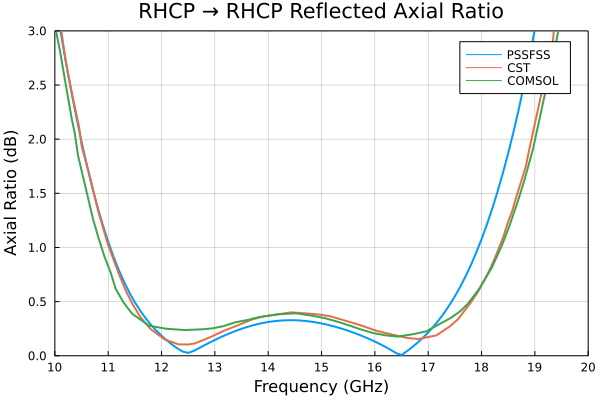 RHCP → RHCP Reflected Axial Ratio
3.0
2.5
2.0
1.5
1.0
0.5
0.0
Axial Ratio (dB)
PSSFSS
CST
COMSOL
10 11 12 13 14 15 16 17 18 19 20
Frequency (GHz)